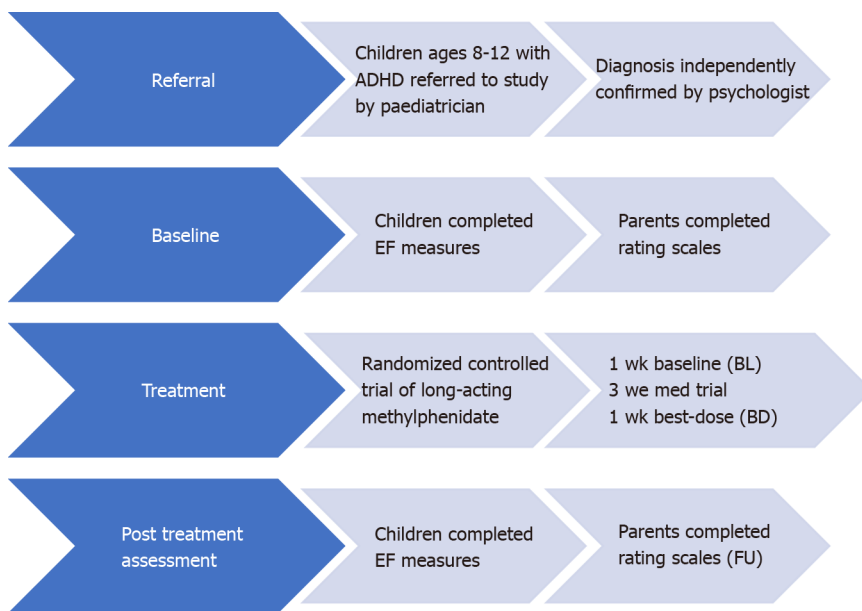 Referral
Children ages 8-12 with
ADHD referred to study
by paediatrician
Diagnosis independently
confirmed by psychologist
Baseline
Children completed
EF measures
Parents completed
rating scales
Treatment
Randomized controlled
trial of long-acting
methylphenidate
1 wk baseline (BL)
3 we med trial
1 wk best-dose (BD)
Post treatment
assessment
Children completed
EF measures
Parents completed
rating scales (FU)